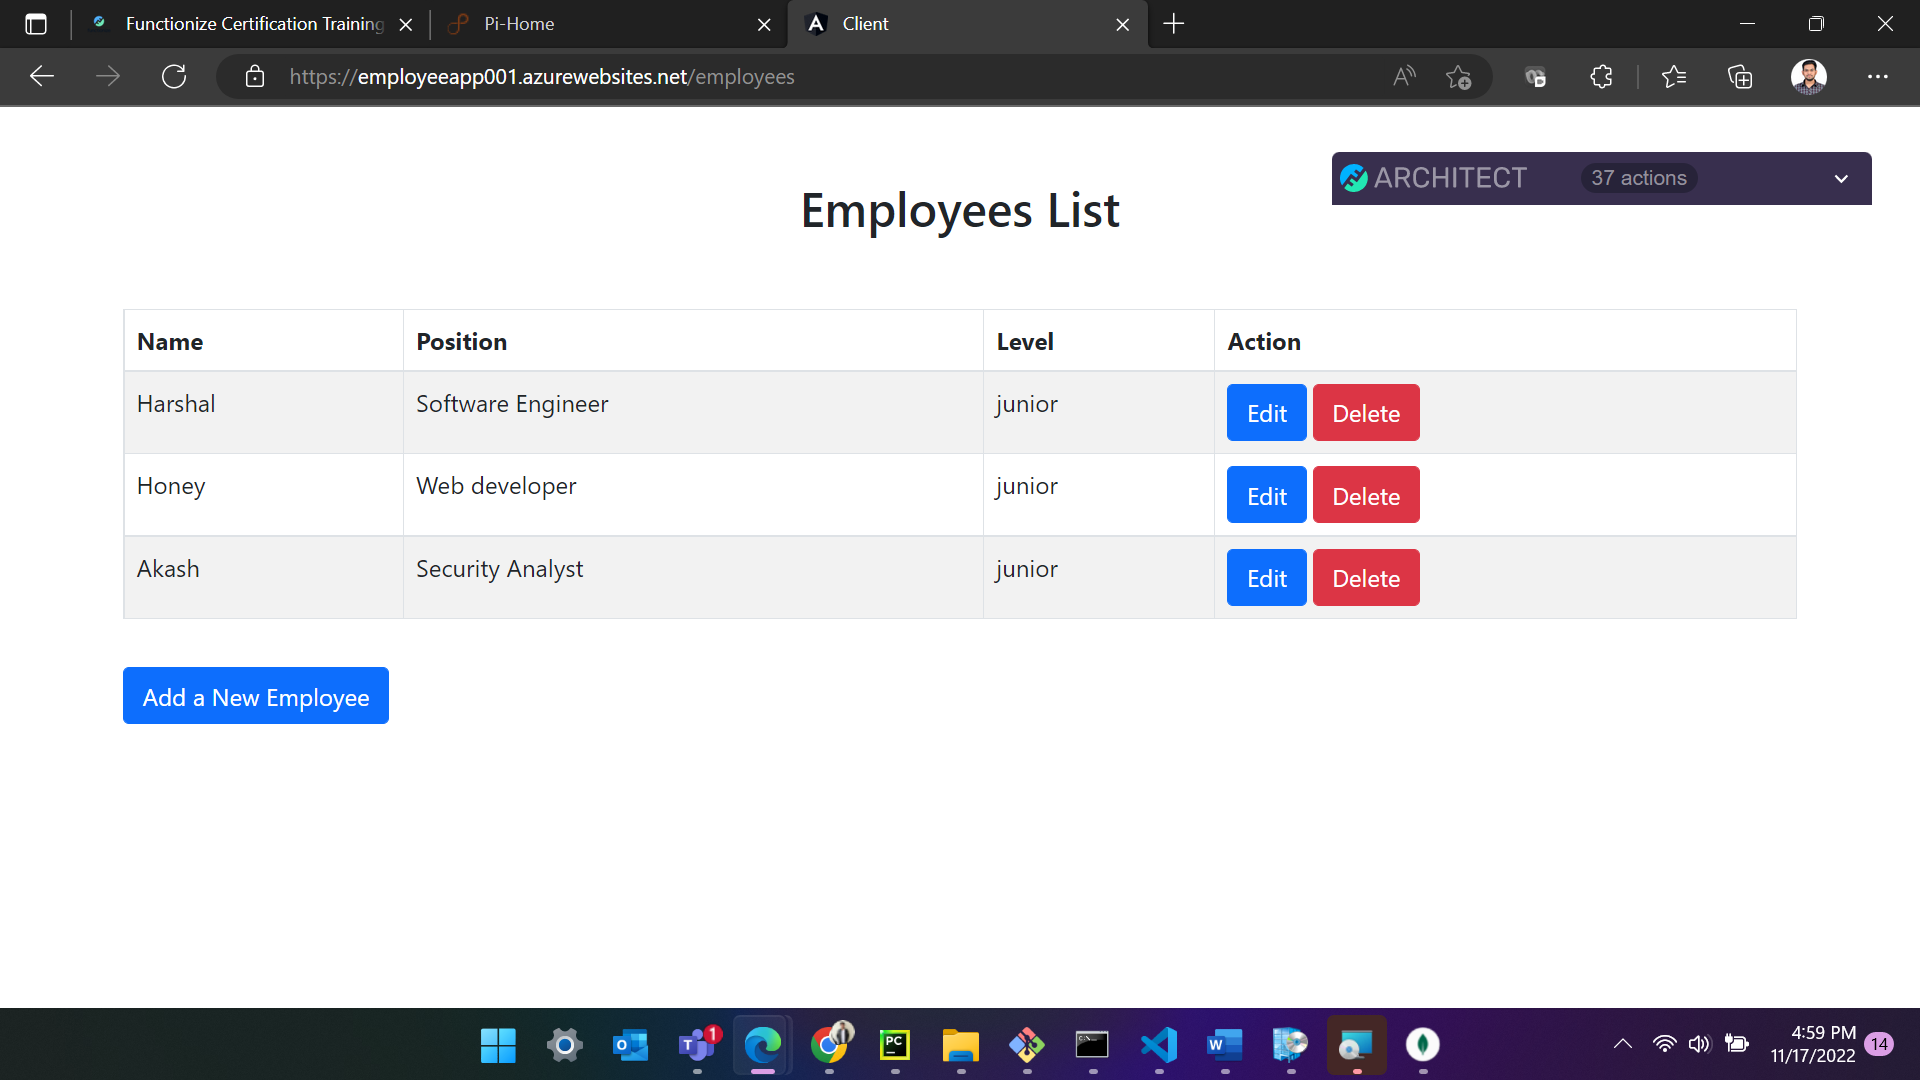 Functionize Certification Training
Pi-Home
Client
https://employeeapp001.azurewebsites.net/employees
ARCHITECT
37 actions
Employees List
Name Position Level Action
Harshal Software Engineer junior Edit Delete
Honey Web developer junior Edit Delete
Akash Security Analyst junior Edit Delete
Add a New Employee
1
4:59 PM
11/17/2022
14